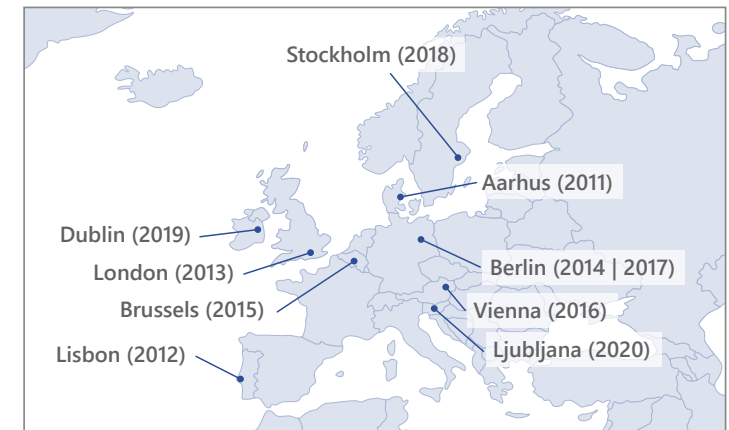 Stockholm (2018)
Aarhus (2011)
Dublin (2019)
London (2013)
Berlin (2014 | 2017)
Brussels (2015)
Vienna (2016)
Lisbon (2012)
Ljubljana (2020)